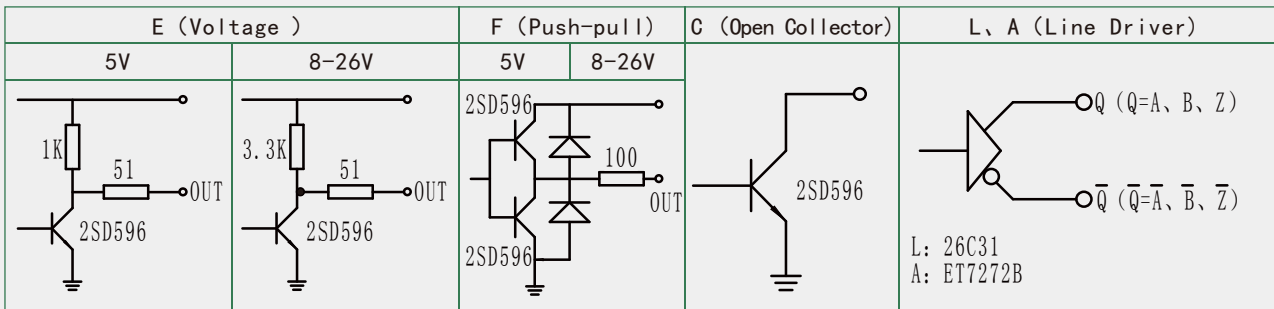 E (Voltage )
F (Push-pull)
C (Open Collector)
L、A (Line Driver)
5V
8-26V
5V
8-26V
1K
51
OUT
2SD596
3.3K
51
OUT
2SD596
2SD596
100
OUT
2SD596
2SD596
Q (Q=A、B、Z)
Q̅ (Q̅=A̅、B̅、Z̅)
L: 26C31
A: ET7272B